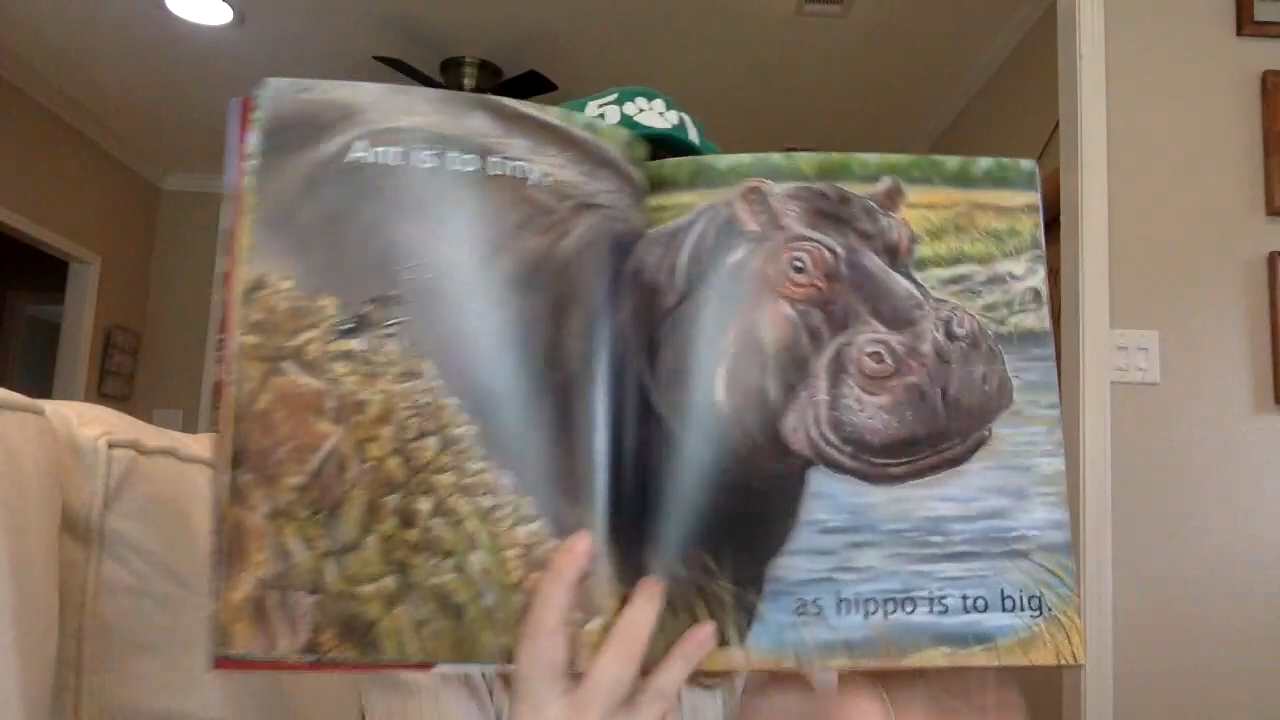 Ant is to tiny,
as hippo is to big.